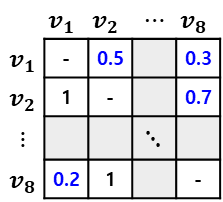 v₁ v₂ ⋯ v₈
v₁ - 0.5 0.3
v₂ 1 - 0.7
⋮ ⋱
v₈ 0.2 1 -